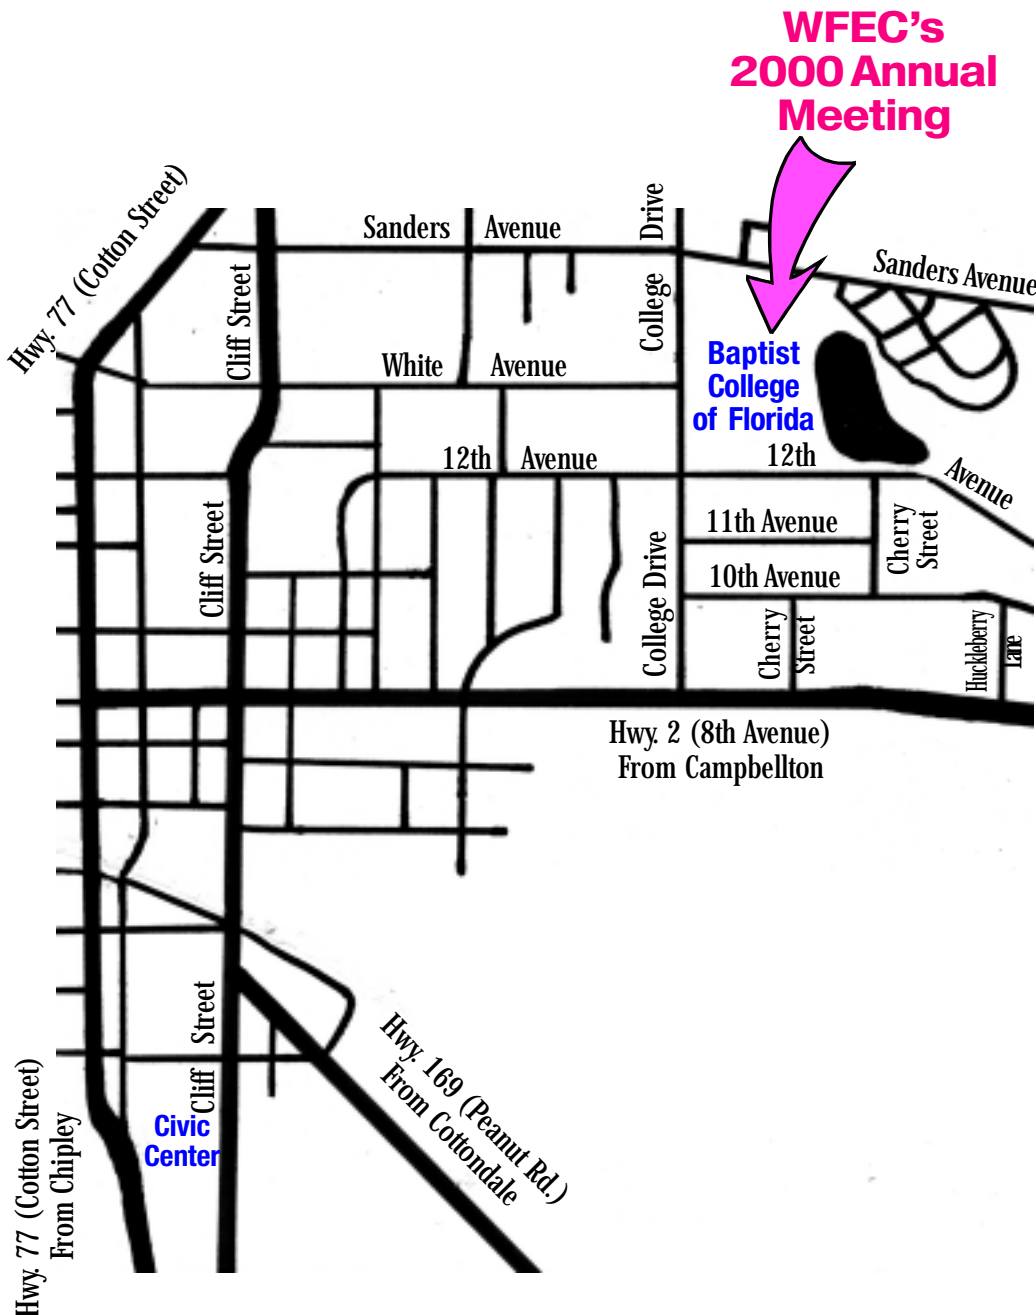 WFEC's
2000 Annual
Meeting
Hwy. 77 (Cotton Street)
Sanders Avenue
College Drive
Sanders Avenue
Cliff Street
White Avenue
Baptist
College
of Florida
12th Avenue
12th Avenue
11th Avenue
Cherry
Street
10th Avenue
Cliff Street
College Drive
Cherry
Street
Huckleberry
Lane
Hwy. 2 (8th Avenue)
From Campbellton
Cliff Street
Hwy. 169 (Peanut Rd.)
From Cottondale
Civic
Center
Hwy. 77 (Cotton Street)
From Chipley